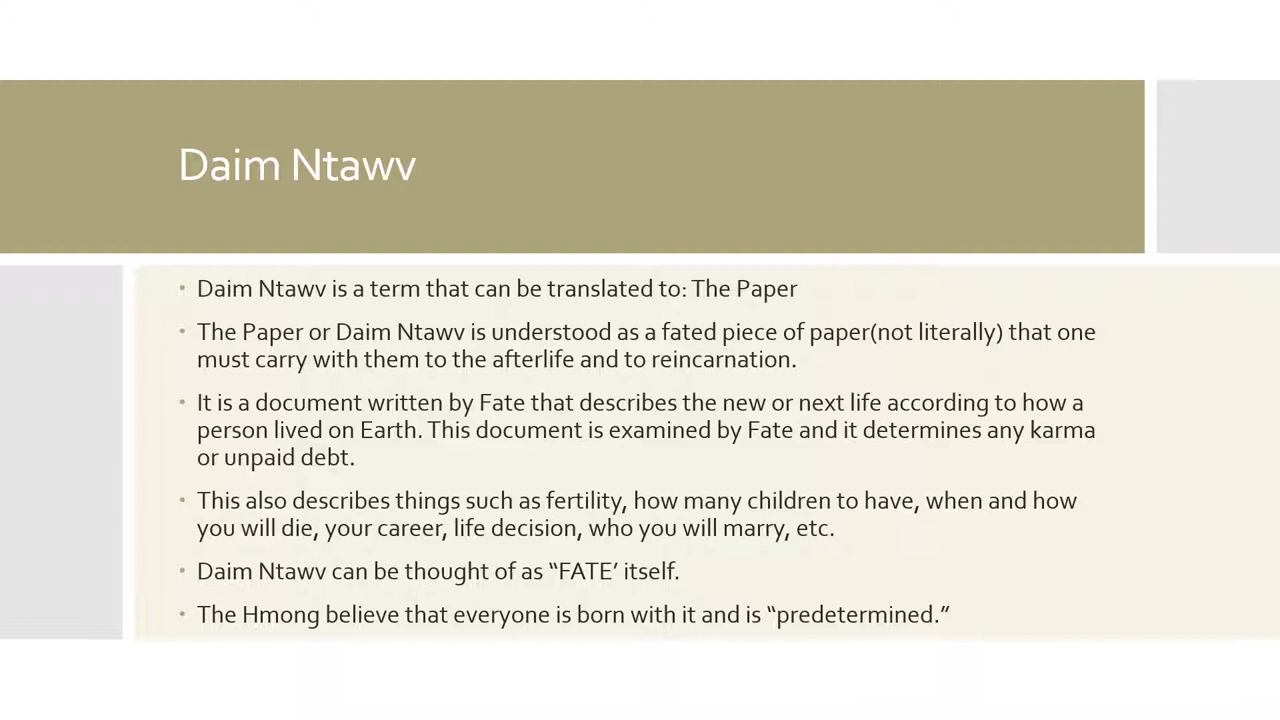 Daim Ntawv
• Daim Ntawv is a term that can be translated to: The Paper
• The Paper or Daim Ntawv is understood as a fated piece of paper(not literally) that one
must carry with them to the afterlife and to reincarnation.
• It is a document written by Fate that describes the new or next life according to how a
person lived on Earth. This document is examined by Fate and it determines any karma
or unpaid debt.
• This also describes things such as fertility, how many children to have, when and how
you will die, your career, life decision, who you will marry, etc.
• Daim Ntawv can be thought of as “FATE’ itself.
• The Hmong believe that everyone is born with it and is “predetermined.”